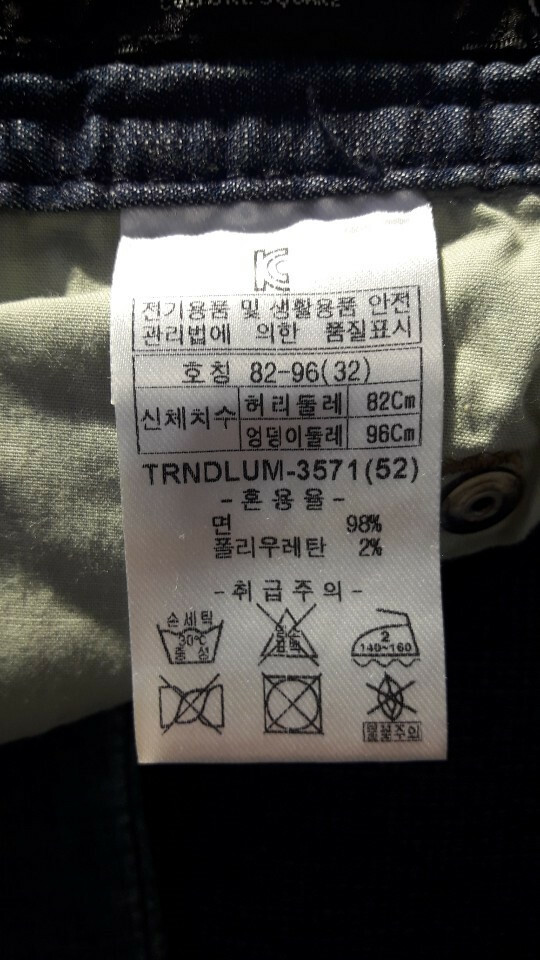 KC
전기용품 및 생활용품 안전
관리법에 의한 품질표시
호칭 82-96(32)
신체치수 허리둘레 82Cm
엉덩이둘레 96Cm
TRNDLUM-3571(52)
-혼용율-
면 98%
폴리우레탄 2%
-취급주의-
손세탁
30℃
중성
2
140~160
물불주의